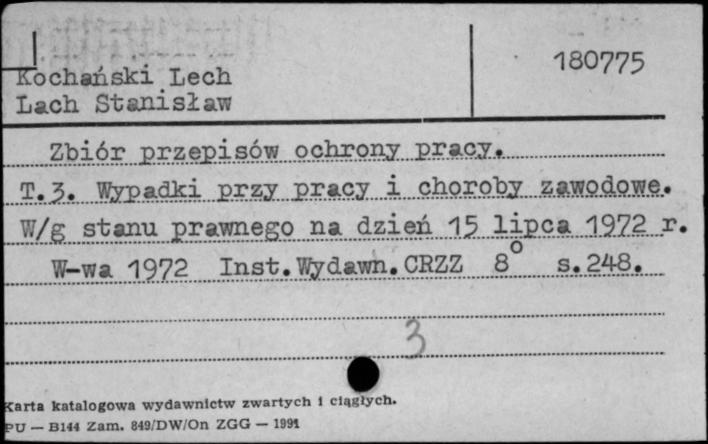 180775
Kochański Lech
Lach Stanisław
Zbiór przepisów ochrony pracy.
T.3. Wypadki przy pracy i choroby zawodowe.
W/g stanu prawnego na dzień 15 lipca 1972 r.
W-wa 1972 Inst.Wydawn.CRZZ 8° s.248.
3
Karta katalogowa wydawnictw zwartych i ciągłych.
PU — B144 Zam. 849/DW/On ZGG — 1991